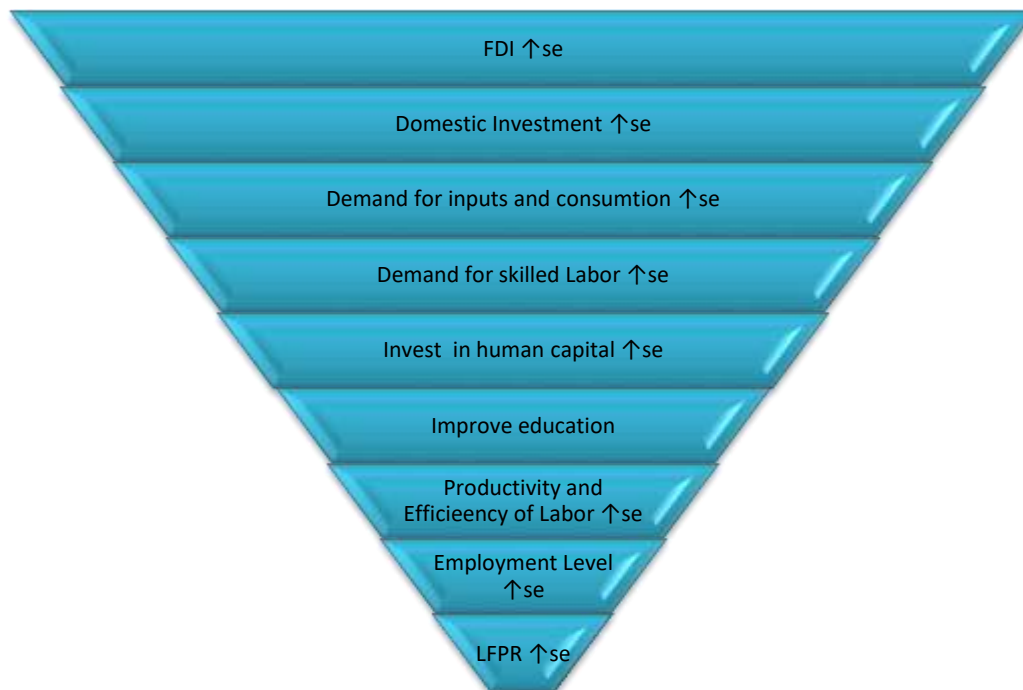 FDI ↑se
Domestic Investment ↑se
Demand for inputs and consumtion ↑se
Demand for skilled Labor ↑se
Invest in human capital ↑se
Improve education
Productivity and
Efficieency of Labor ↑se
Employment Level
↑se
LFPR ↑se